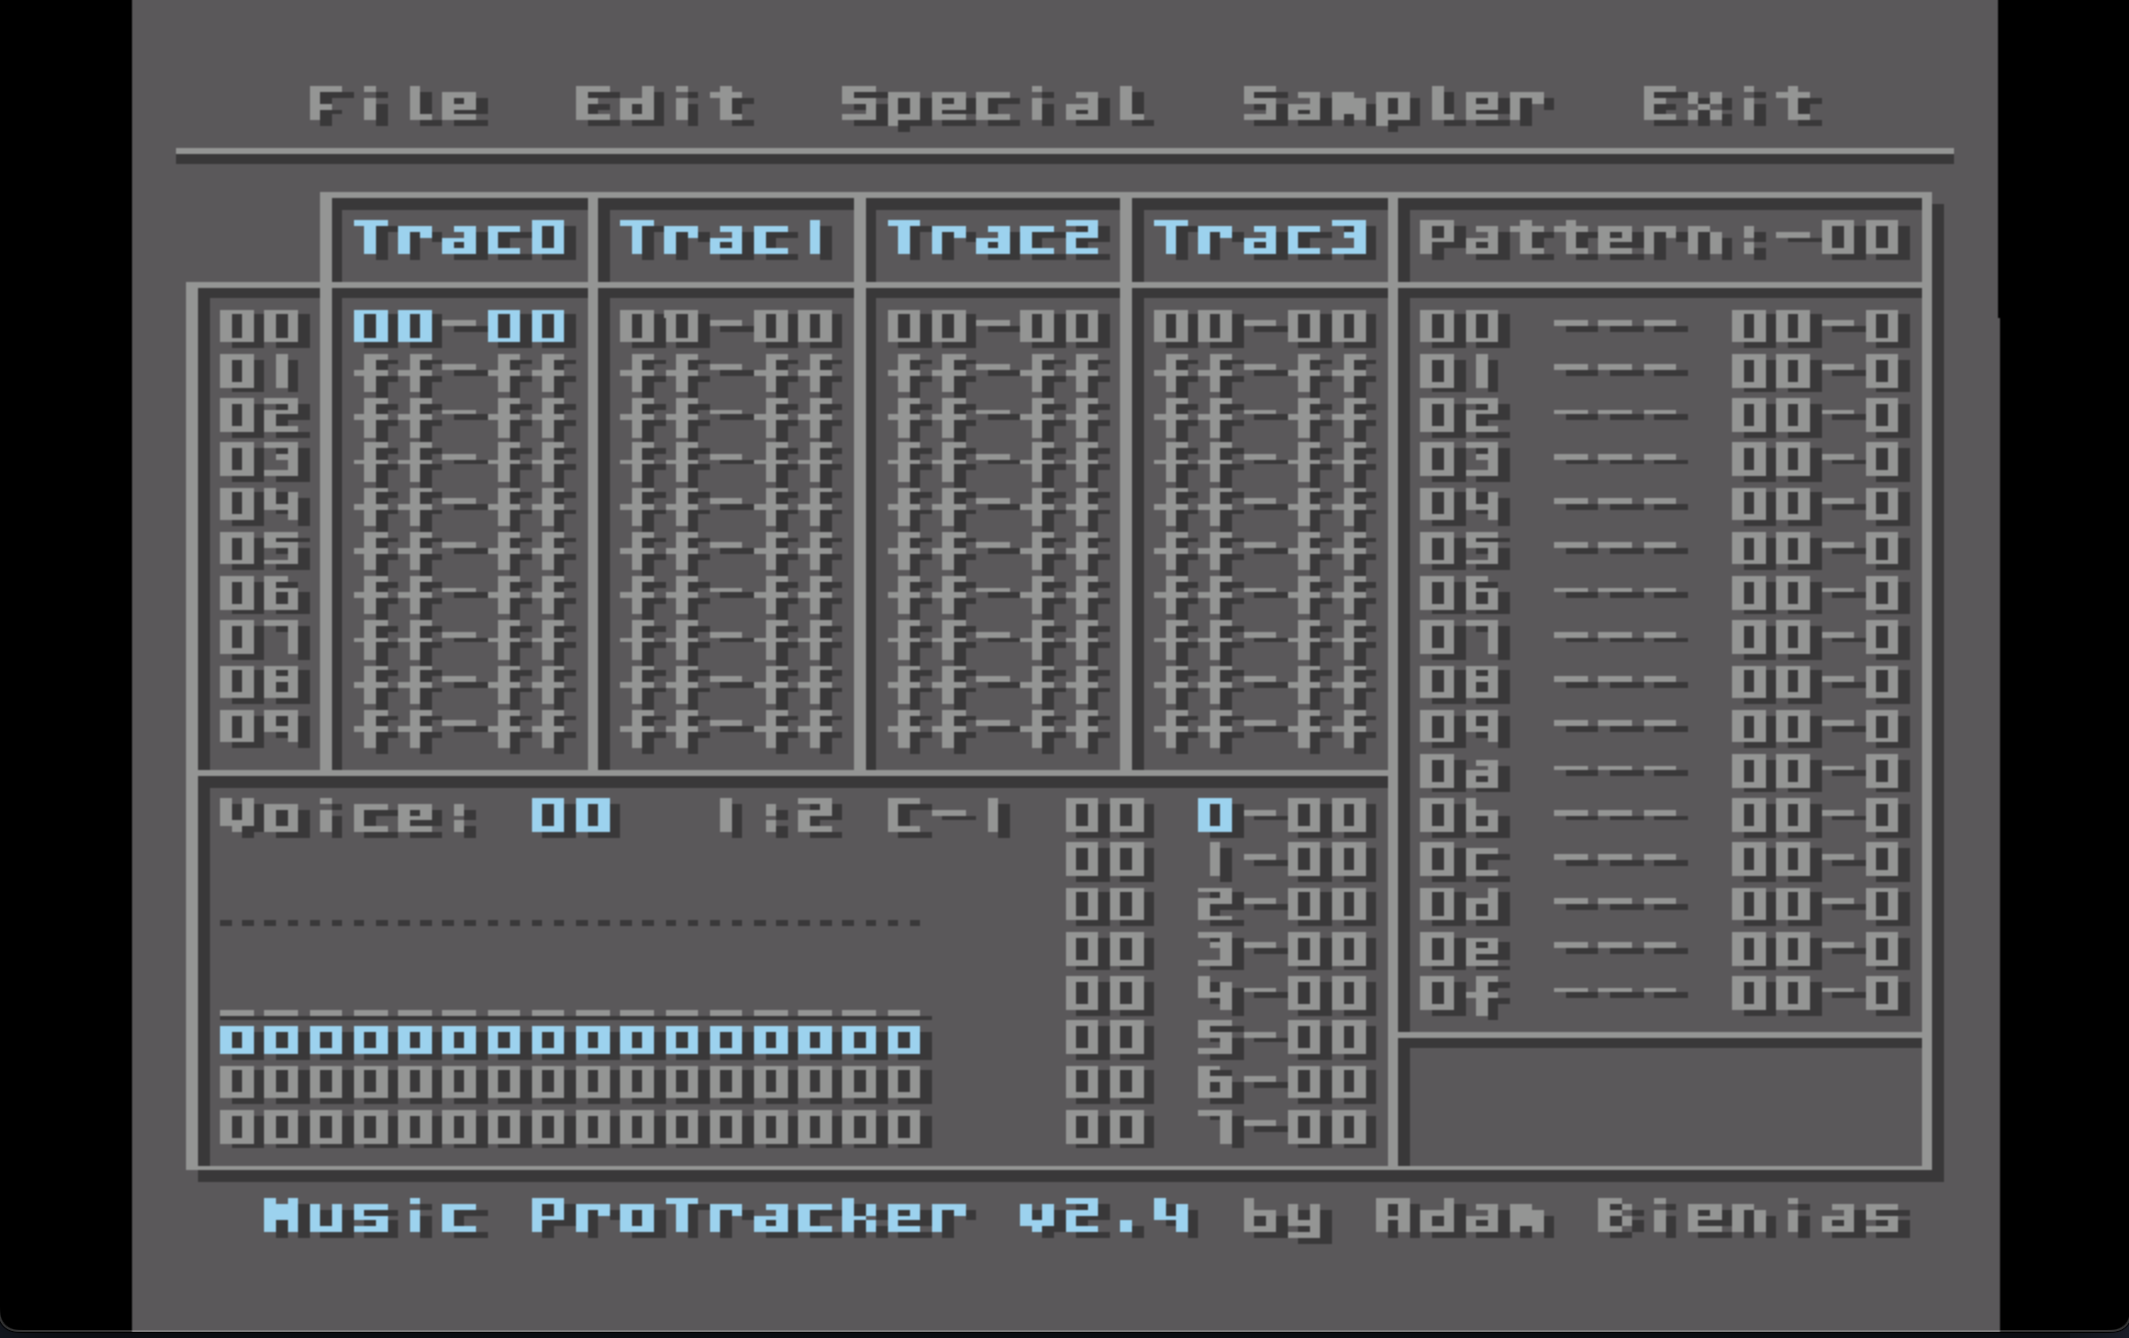 File Edit Special Sampler Exit
Trac0 Trac1 Trac2 Trac3 Pattern:-00
00 00-00 00-00 00-00 00-00 00 --- 00-0
01 ff-ff ff-ff ff-ff ff-ff 01 --- 00-0
02 ff-ff ff-ff ff-ff ff-ff 02 --- 00-0
03 ff-ff ff-ff ff-ff ff-ff 03 --- 00-0
04 ff-ff ff-ff ff-ff ff-ff 04 --- 00-0
05 ff-ff ff-ff ff-ff ff-ff 05 --- 00-0
06 ff-ff ff-ff ff-ff ff-ff 06 --- 00-0
07 ff-ff ff-ff ff-ff ff-ff 07 --- 00-0
08 ff-ff ff-ff ff-ff ff-ff 08 --- 00-0
09 ff-ff ff-ff ff-ff ff-ff 09 --- 00-0
0a --- 00-0
Voice: 00 1:2 C-1 00 0-00 0b --- 00-0
00 1-00 0c --- 00-0
00 2-00 0d --- 00-0
00 3-00 0e --- 00-0
00 4-00 0f --- 00-0
0000000000000000 00 5-00
0000000000000000 00 6-00
0000000000000000 00 7-00
Music ProTracker v2.4 by Adam Bienias